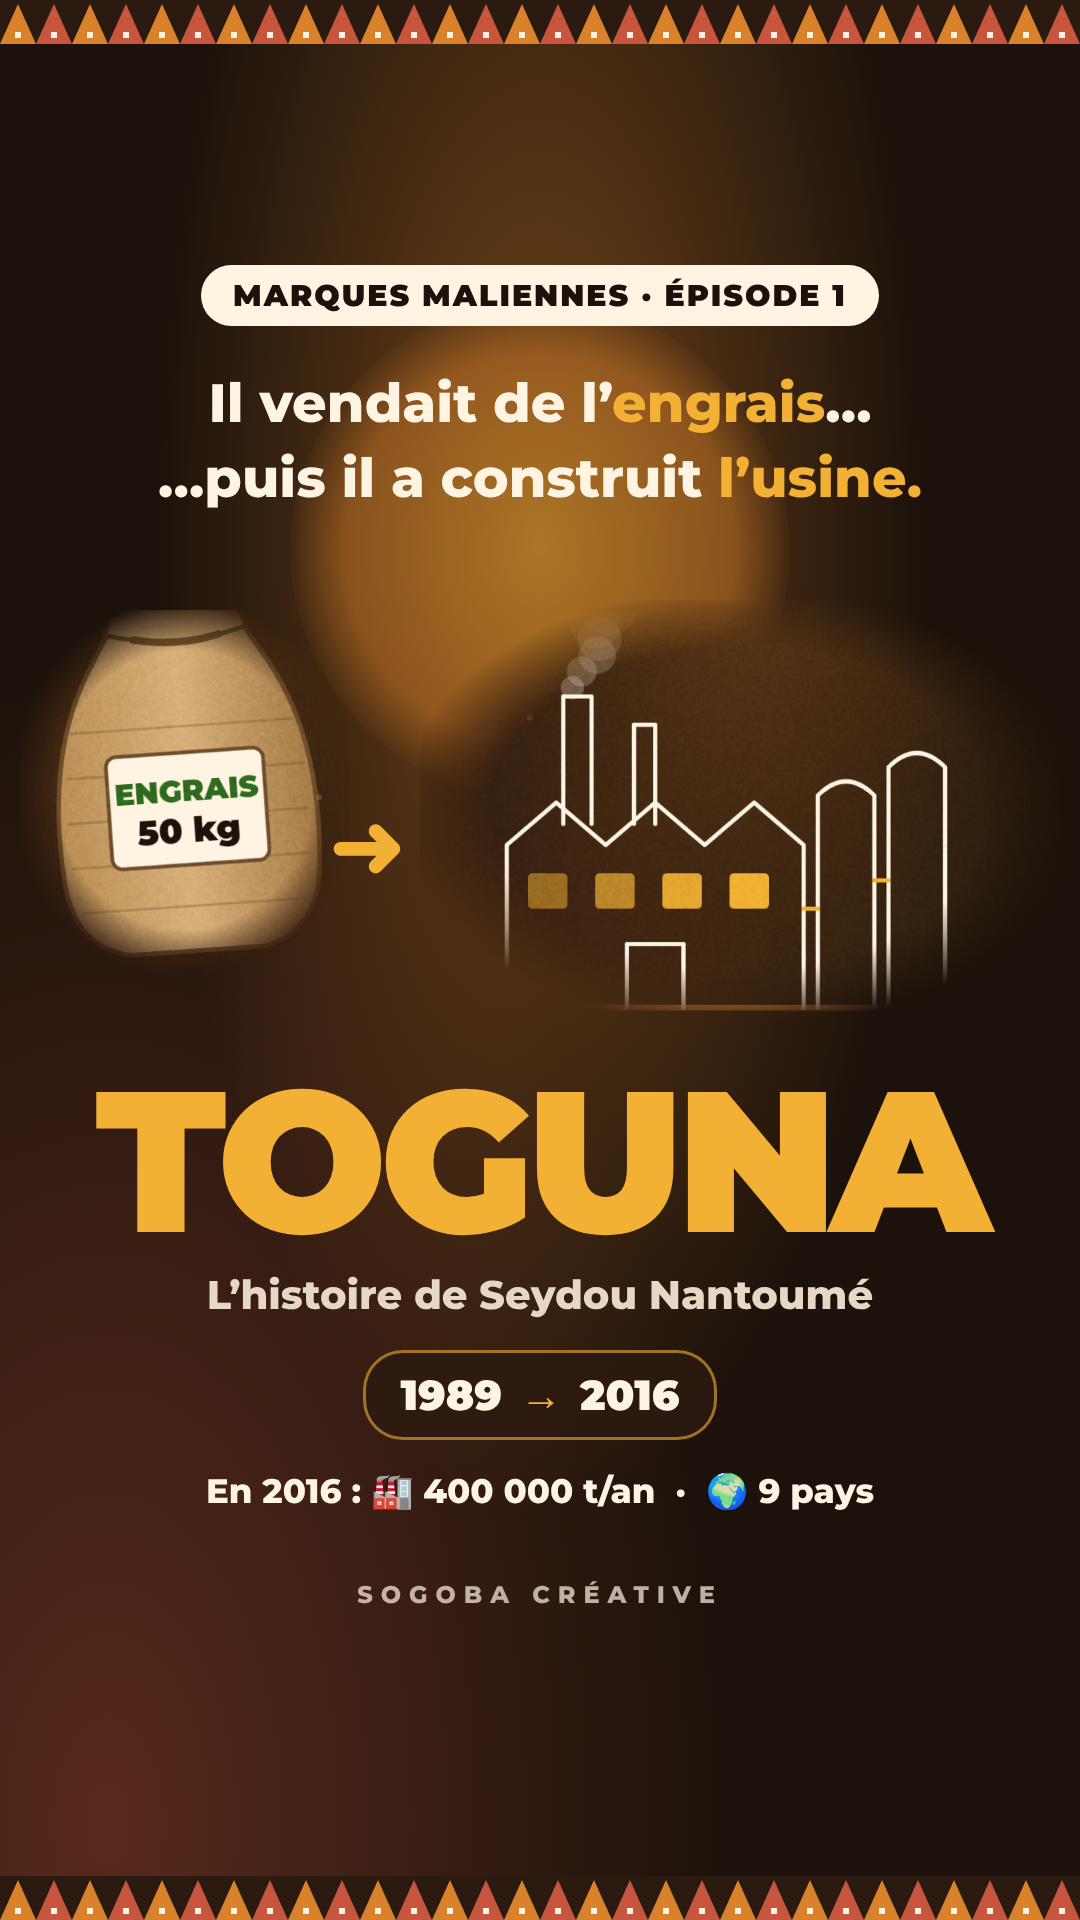 MARQUES MALIENNES • ÉPISODE 1
Il vendait de l’engrais...
...puis il a construit l’usine.
ENGRAIS
50 kg
TOGUNA
L’histoire de Seydou Nantoumé
1989 → 2016
En 2016 : 🏭 400 000 t/an • 🌍 9 pays
SOGOBA CRÉATIVE